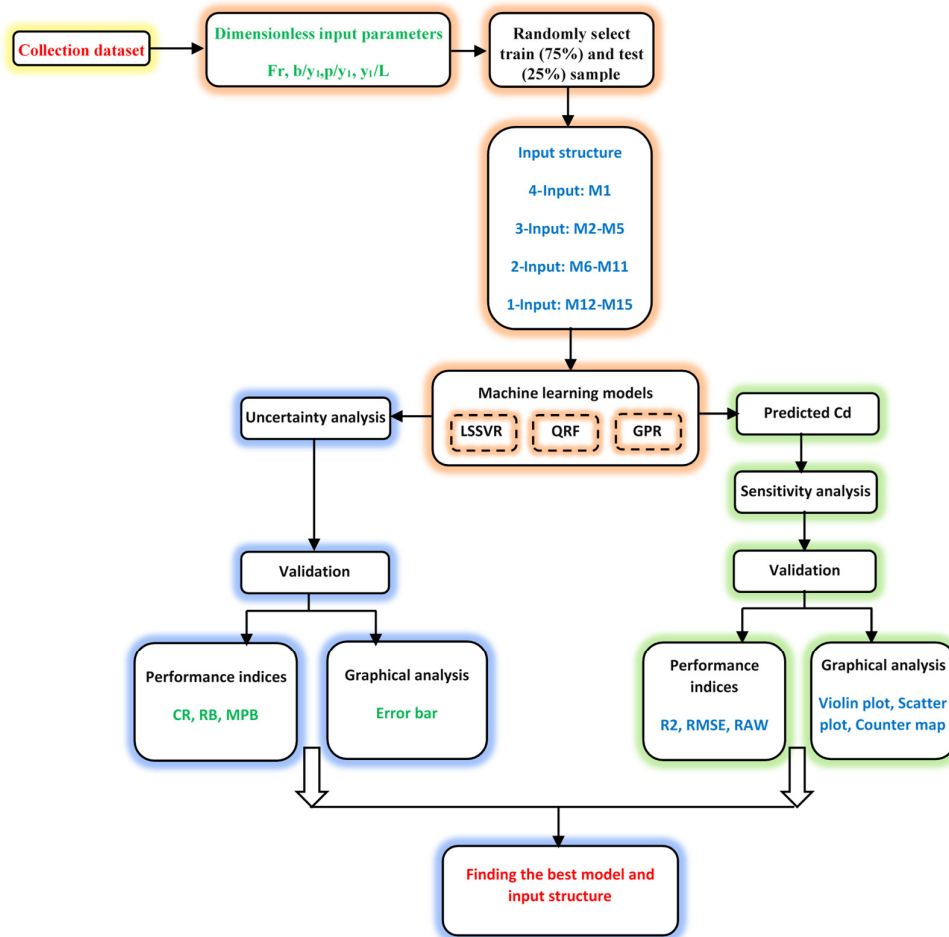 Collection dataset
Dimensionless input parameters
Fr, b/y₁,p/y₁, y₁/L
Randomly select
train (75%) and test
(25%) sample
Input structure
4-Input: M1
3-Input: M2-M5
2-Input: M6-M11
1-Input: M12-M15
Machine learning models
LSSVR
QRF
GPR
Uncertainty analysis
Predicted Cd
Sensitivity analysis
Validation
Validation
Performance indices
CR, RB, MPB
Graphical analysis
Error bar
Performance
indices
R2, RMSE, RAW
Graphical analysis
Violin plot, Scatter
plot, Counter map
Finding the best model and
input structure